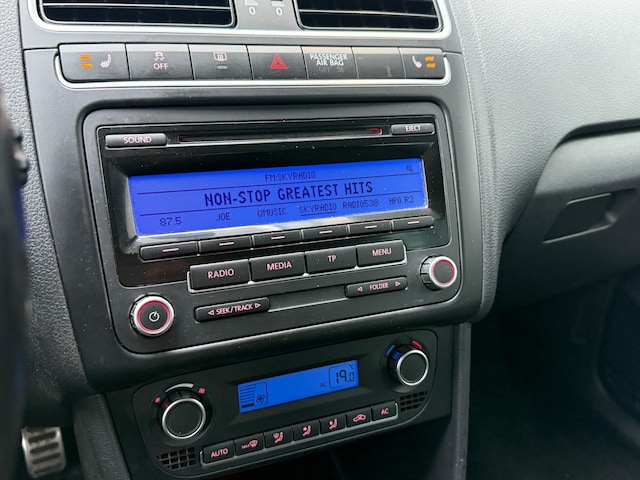 OFF
PASSENGER
AIR BAG
SOUND
EJECT
FM:SKYRADIO
NON-STOP GREATEST HITS
87.5 JOE QMUSIC SKYRADIO RADIO538 NPO R2
RADIO MEDIA TP MENU
SEEK/TRACK FOLDER
AC 19.0
AUTO AC